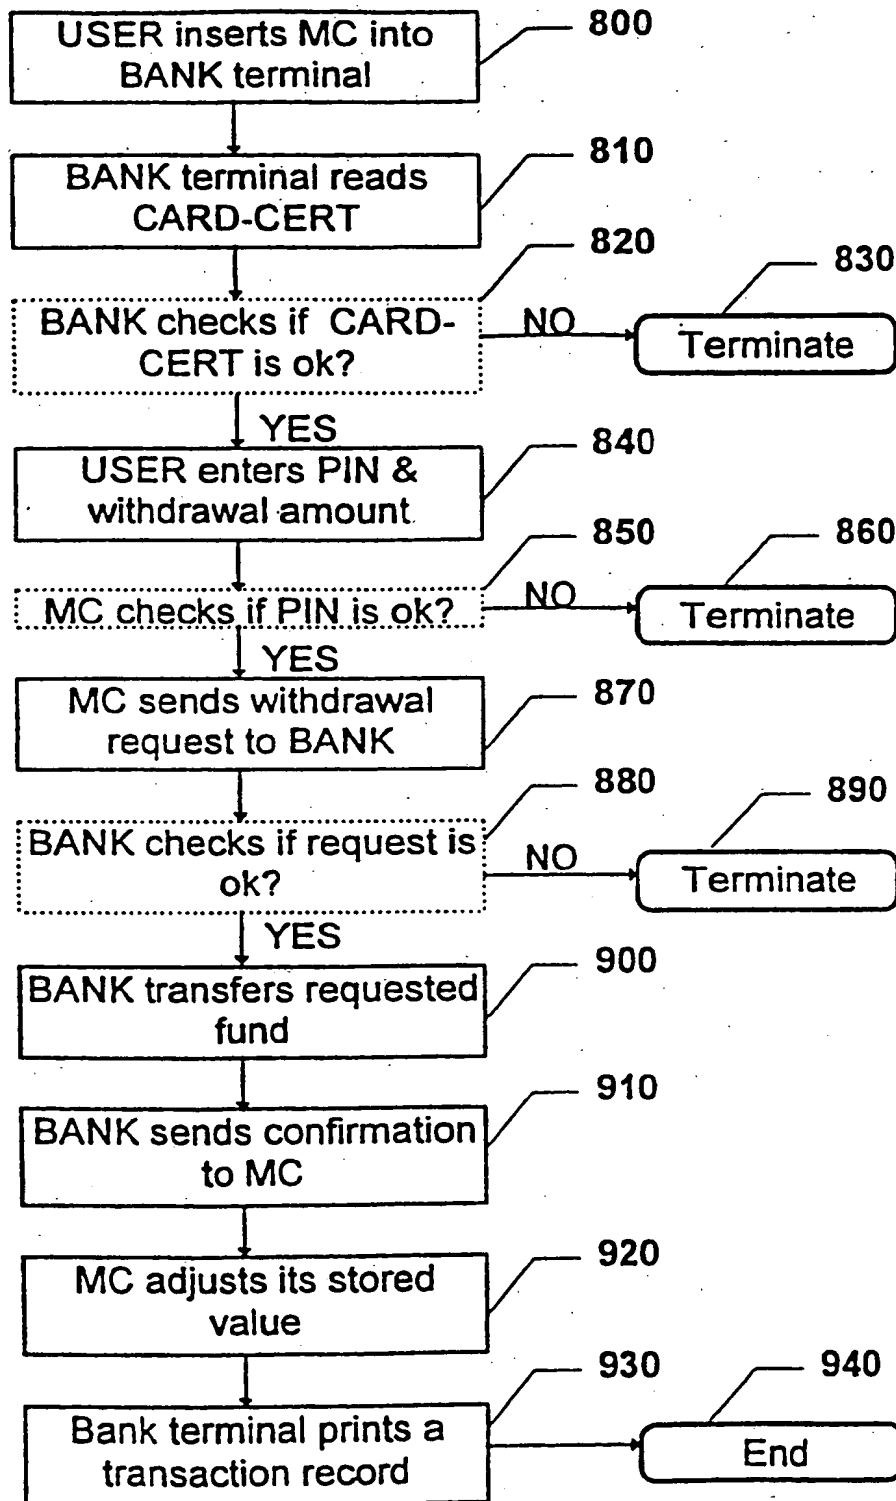 USER inserts MC into
BANK terminal
800
BANK terminal reads
CARD-CERT
810
820
830
BANK checks if CARD-
CERT is ok?
NO
Terminate
YES
840
USER enters PIN &
withdrawal amount
850
860
MC checks if PIN is ok?
NO
Terminate
YES
870
MC sends withdrawal
request to BANK
880
890
BANK checks if request is
ok?
NO
Terminate
YES
900
BANK transfers requested
fund
910
BANK sends confirmation
to MC
920
MC adjusts its stored
value
930
940
Bank terminal prints a
transaction record
End